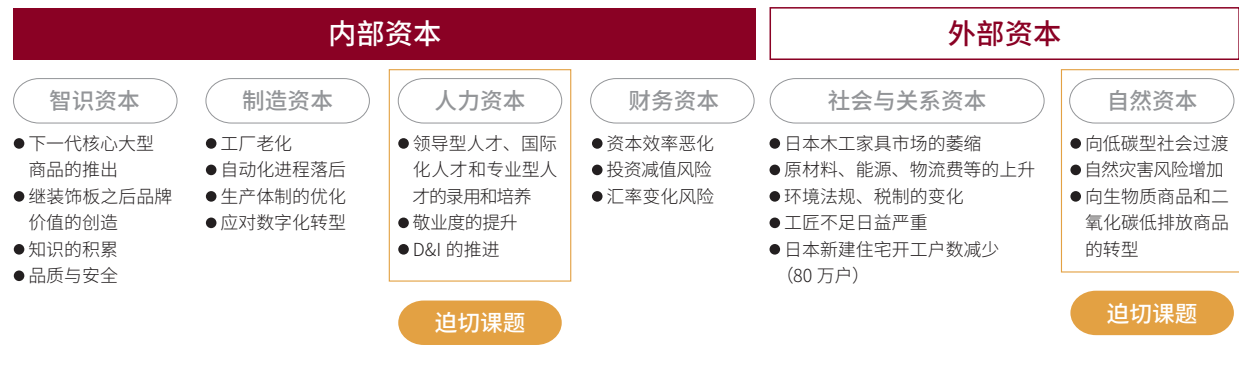 内部资本
外部资本
智识资本
●下一代核心大型
商品的推出
●继装饰板之后品牌
价值的创造
●知识的积累
●品质与安全
制造资本
●工厂老化
●自动化进程落后
●生产体制的优化
●应对数字化转型
人力资本
●领导型人才、国际
化人才和专业型人
才的录用和培养
●敬业度的提升
●D&I 的推进
迫切课题
财务资本
●资本效率恶化
●投资减值风险
●汇率变化风险
社会与关系资本
●日本木工家具市场的萎缩
●原材料、能源、物流费等的上升
●环境法规、税制的变化
●工匠不足日益严重
●日本新建住宅开工户数减少
（80 万户）
自然资本
●向低碳型社会过渡
●自然灾害风险增加
●向生物质商品和二
氧化碳低排放商品
的转型
迫切课题